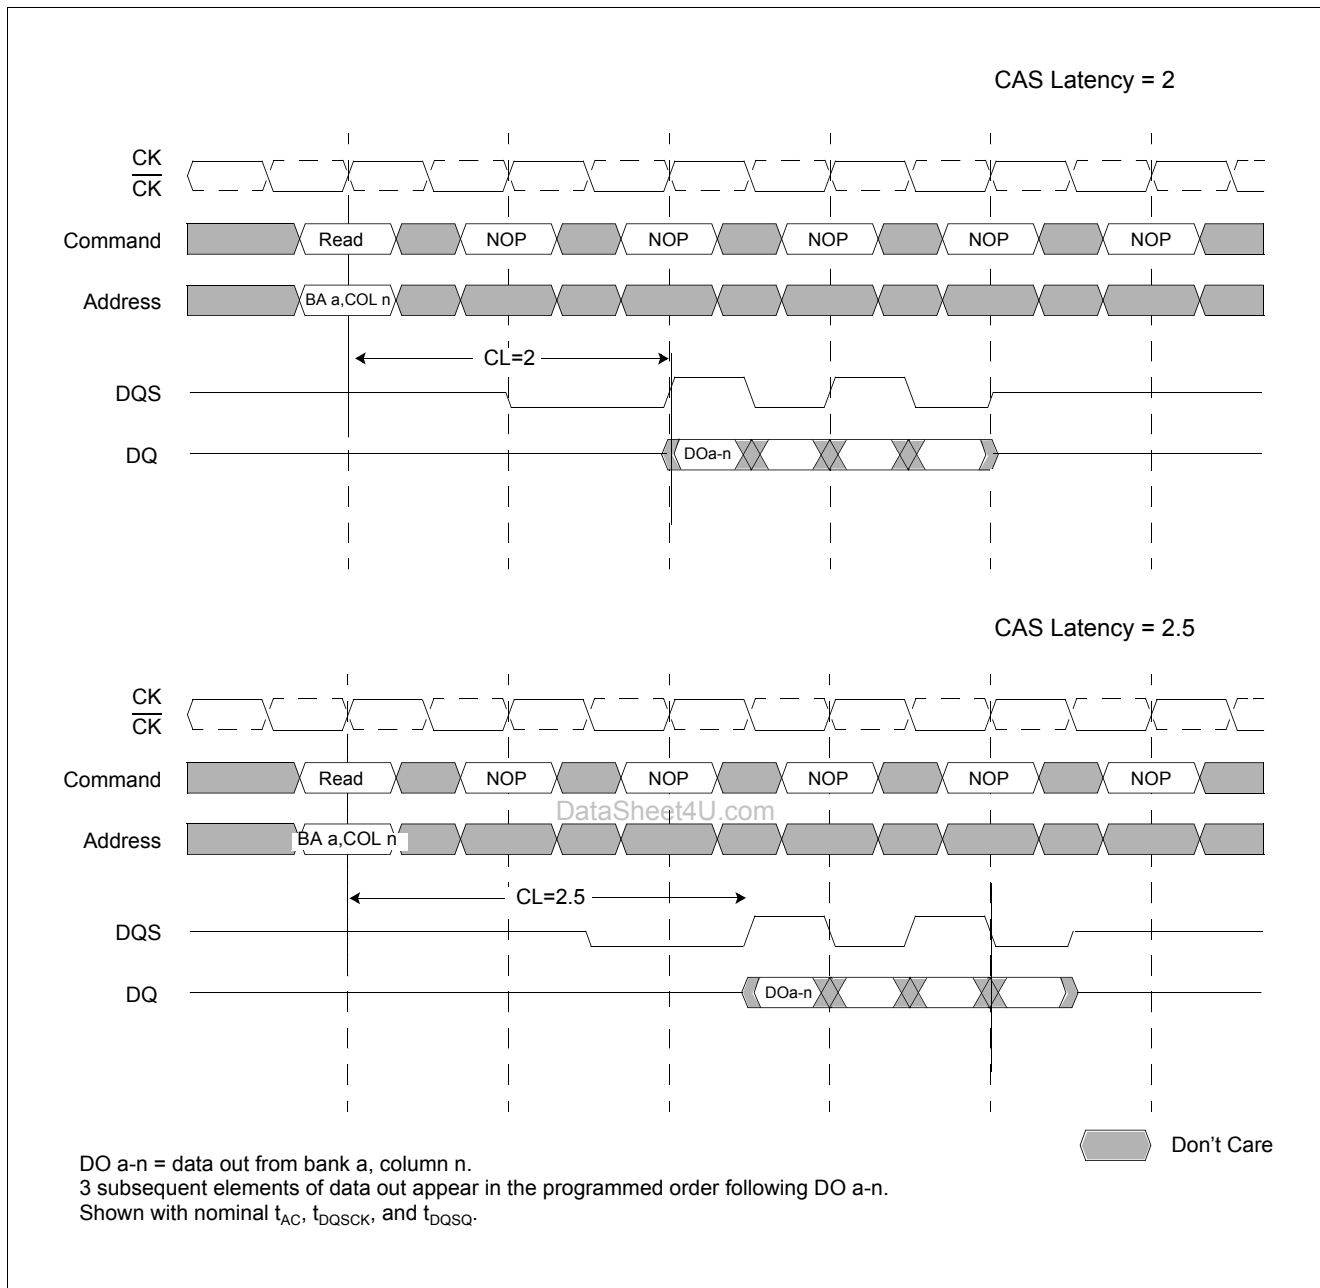 CAS Latency = 2
CK
CK
Command Read NOP NOP NOP NOP NOP
Address BA a,COL n
CL=2
DQS
DQ DOa-n
CAS Latency = 2.5
CK
CK
Command Read NOP NOP NOP NOP NOP
DataSheet4U.com
Address BA a,COL n
CL=2.5
DQS
DQ DOa-n
Don't Care
DO a-n = data out from bank a, column n.
3 subsequent elements of data out appear in the programmed order following DO a-n.
Shown with nominal tAC, tDQSCK, and tDQSQ.